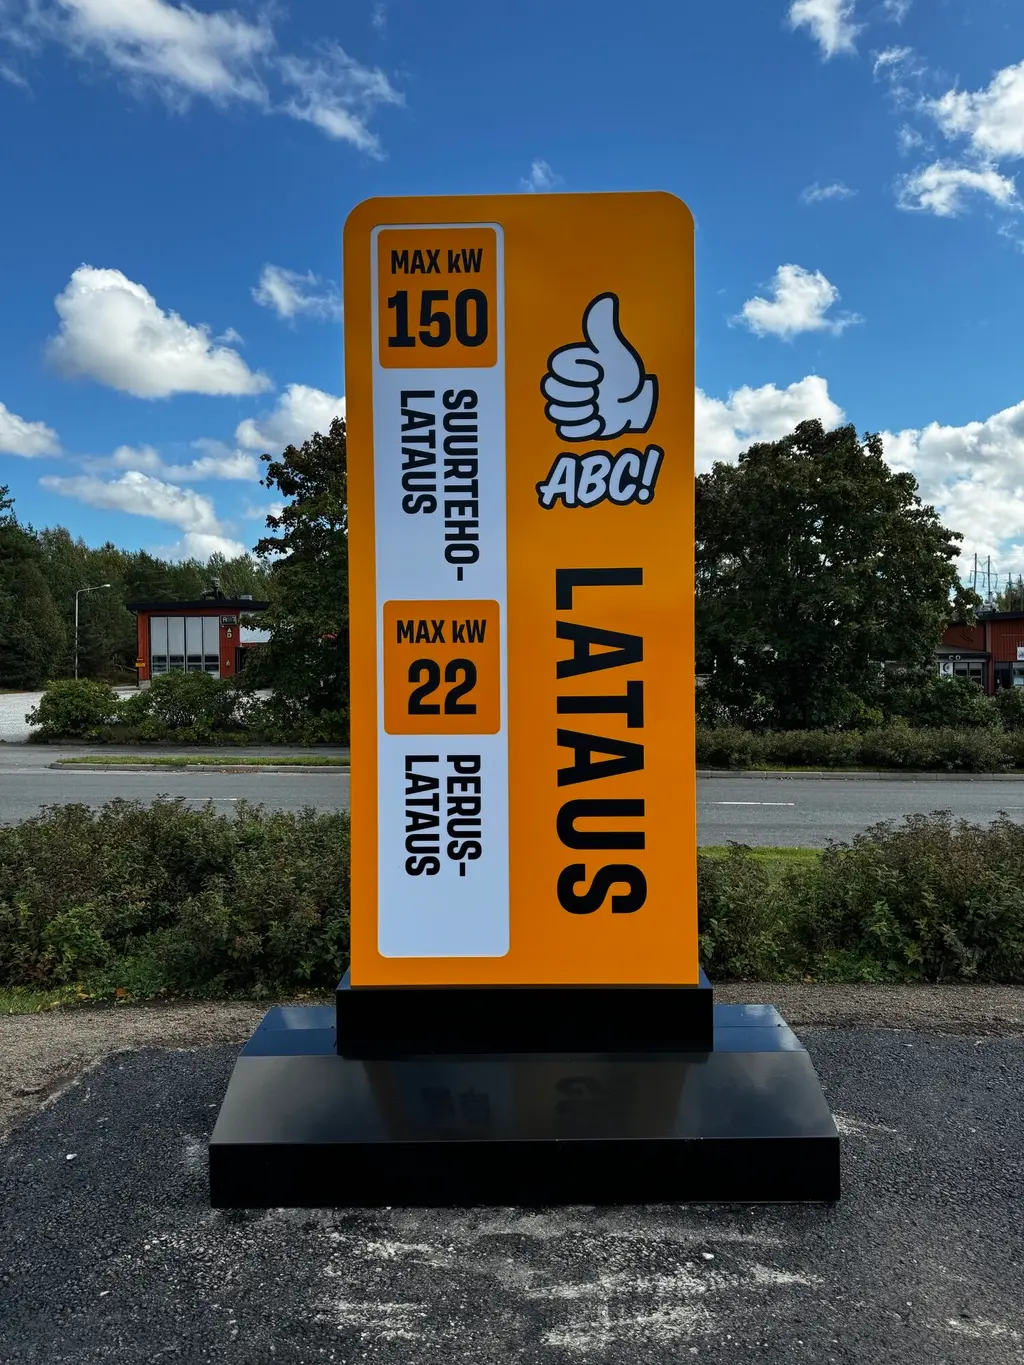 MAX kW
150
SUURTEHO-
LATAUS
MAX kW
22
PERUS-
LATAUS
ABC!
LATAUS